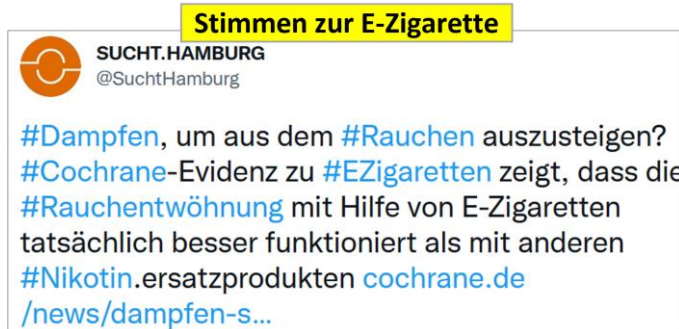 Stimmen zur E-Zigarette
SUCHT.HAMBURG
@SuchtHamburg
#Dampfen, um aus dem #Rauchen auszusteigen?
#Cochrane-Evidenz zu #EZigaretten zeigt, dass die
#Rauchentwöhnung mit Hilfe von E-Zigaretten
tatsächlich besser funktioniert als mit anderen
#Nikotin.ersatzprodukten cochrane.de
/news/dampfen-s...